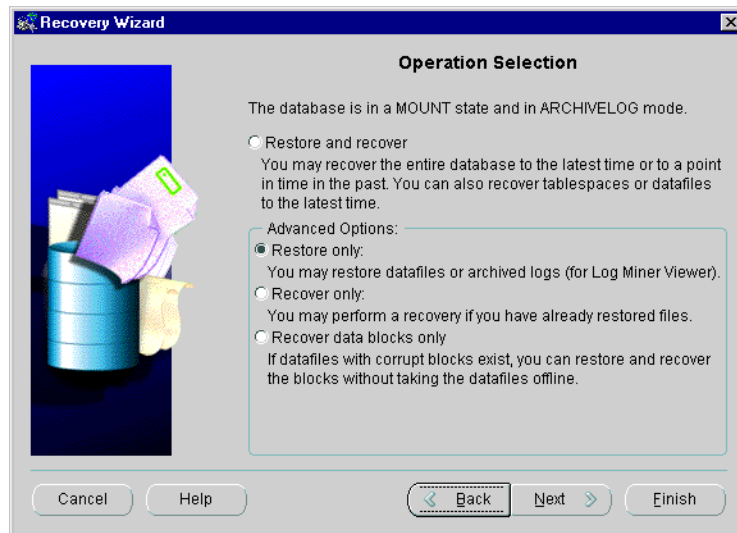 Recovery Wizard
Operation Selection
The database is in a MOUNT state and in ARCHIVELOG mode.
Restore and recover
You may recover the entire database to the latest time or to a point
in time in the past. You can also recover tablespaces or datafiles
to the latest time.
Advanced Options:
Restore only:
You may restore datafiles or archived logs (for Log Miner Viewer).
Recover only:
You may perform a recovery if you have already restored files.
Recover data blocks only
If datafiles with corrupt blocks exist, you can restore and recover
the blocks without taking the datafiles offline.
Cancel Help Back Next Finish